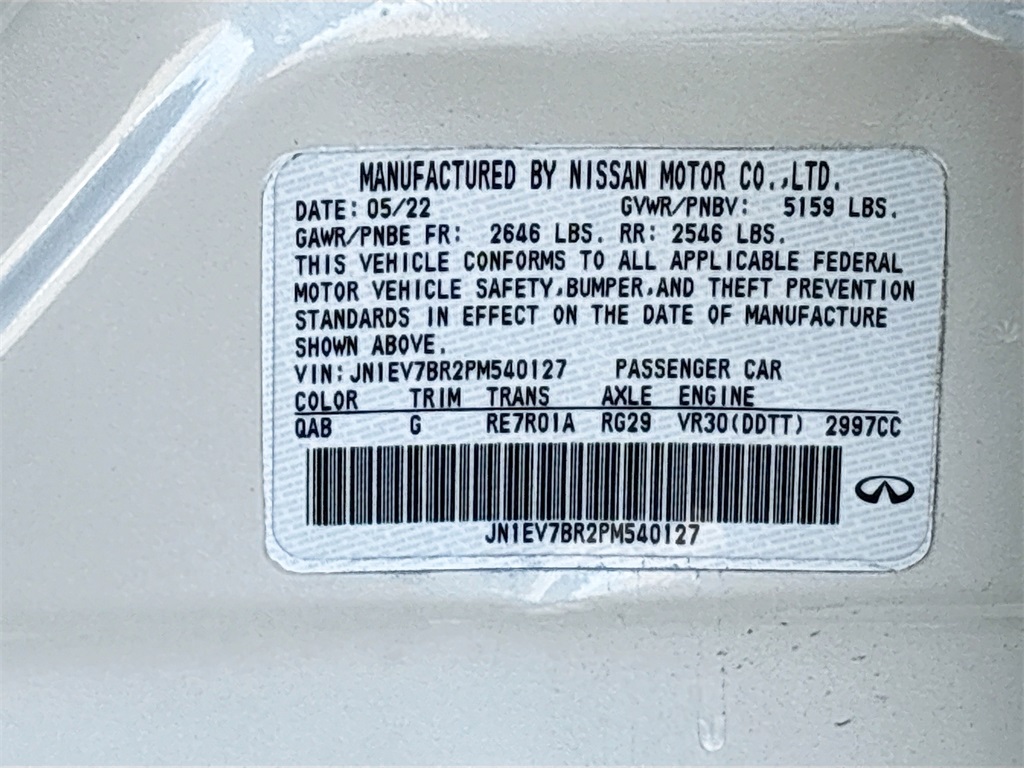 MANUFACTURED BY NISSAN MOTOR CO.,LTD.
DATE: 05/22 GVWR/PNBV: 5159 LBS.
GAWR/PNBE FR: 2646 LBS. RR: 2546 LBS.
THIS VEHICLE CONFORMS TO ALL APPLICABLE FEDERAL
MOTOR VEHICLE SAFETY,BUMPER,AND THEFT PREVENTION
STANDARDS IN EFFECT ON THE DATE OF MANUFACTURE
SHOWN ABOVE.
VIN: JN1EV7BR2PM540127 PASSENGER CAR
COLOR TRIM TRANS AXLE ENGINE
QAB G RE7R01A RG29 VR30(DDTT) 2997CC
JN1EV7BR2PM540127